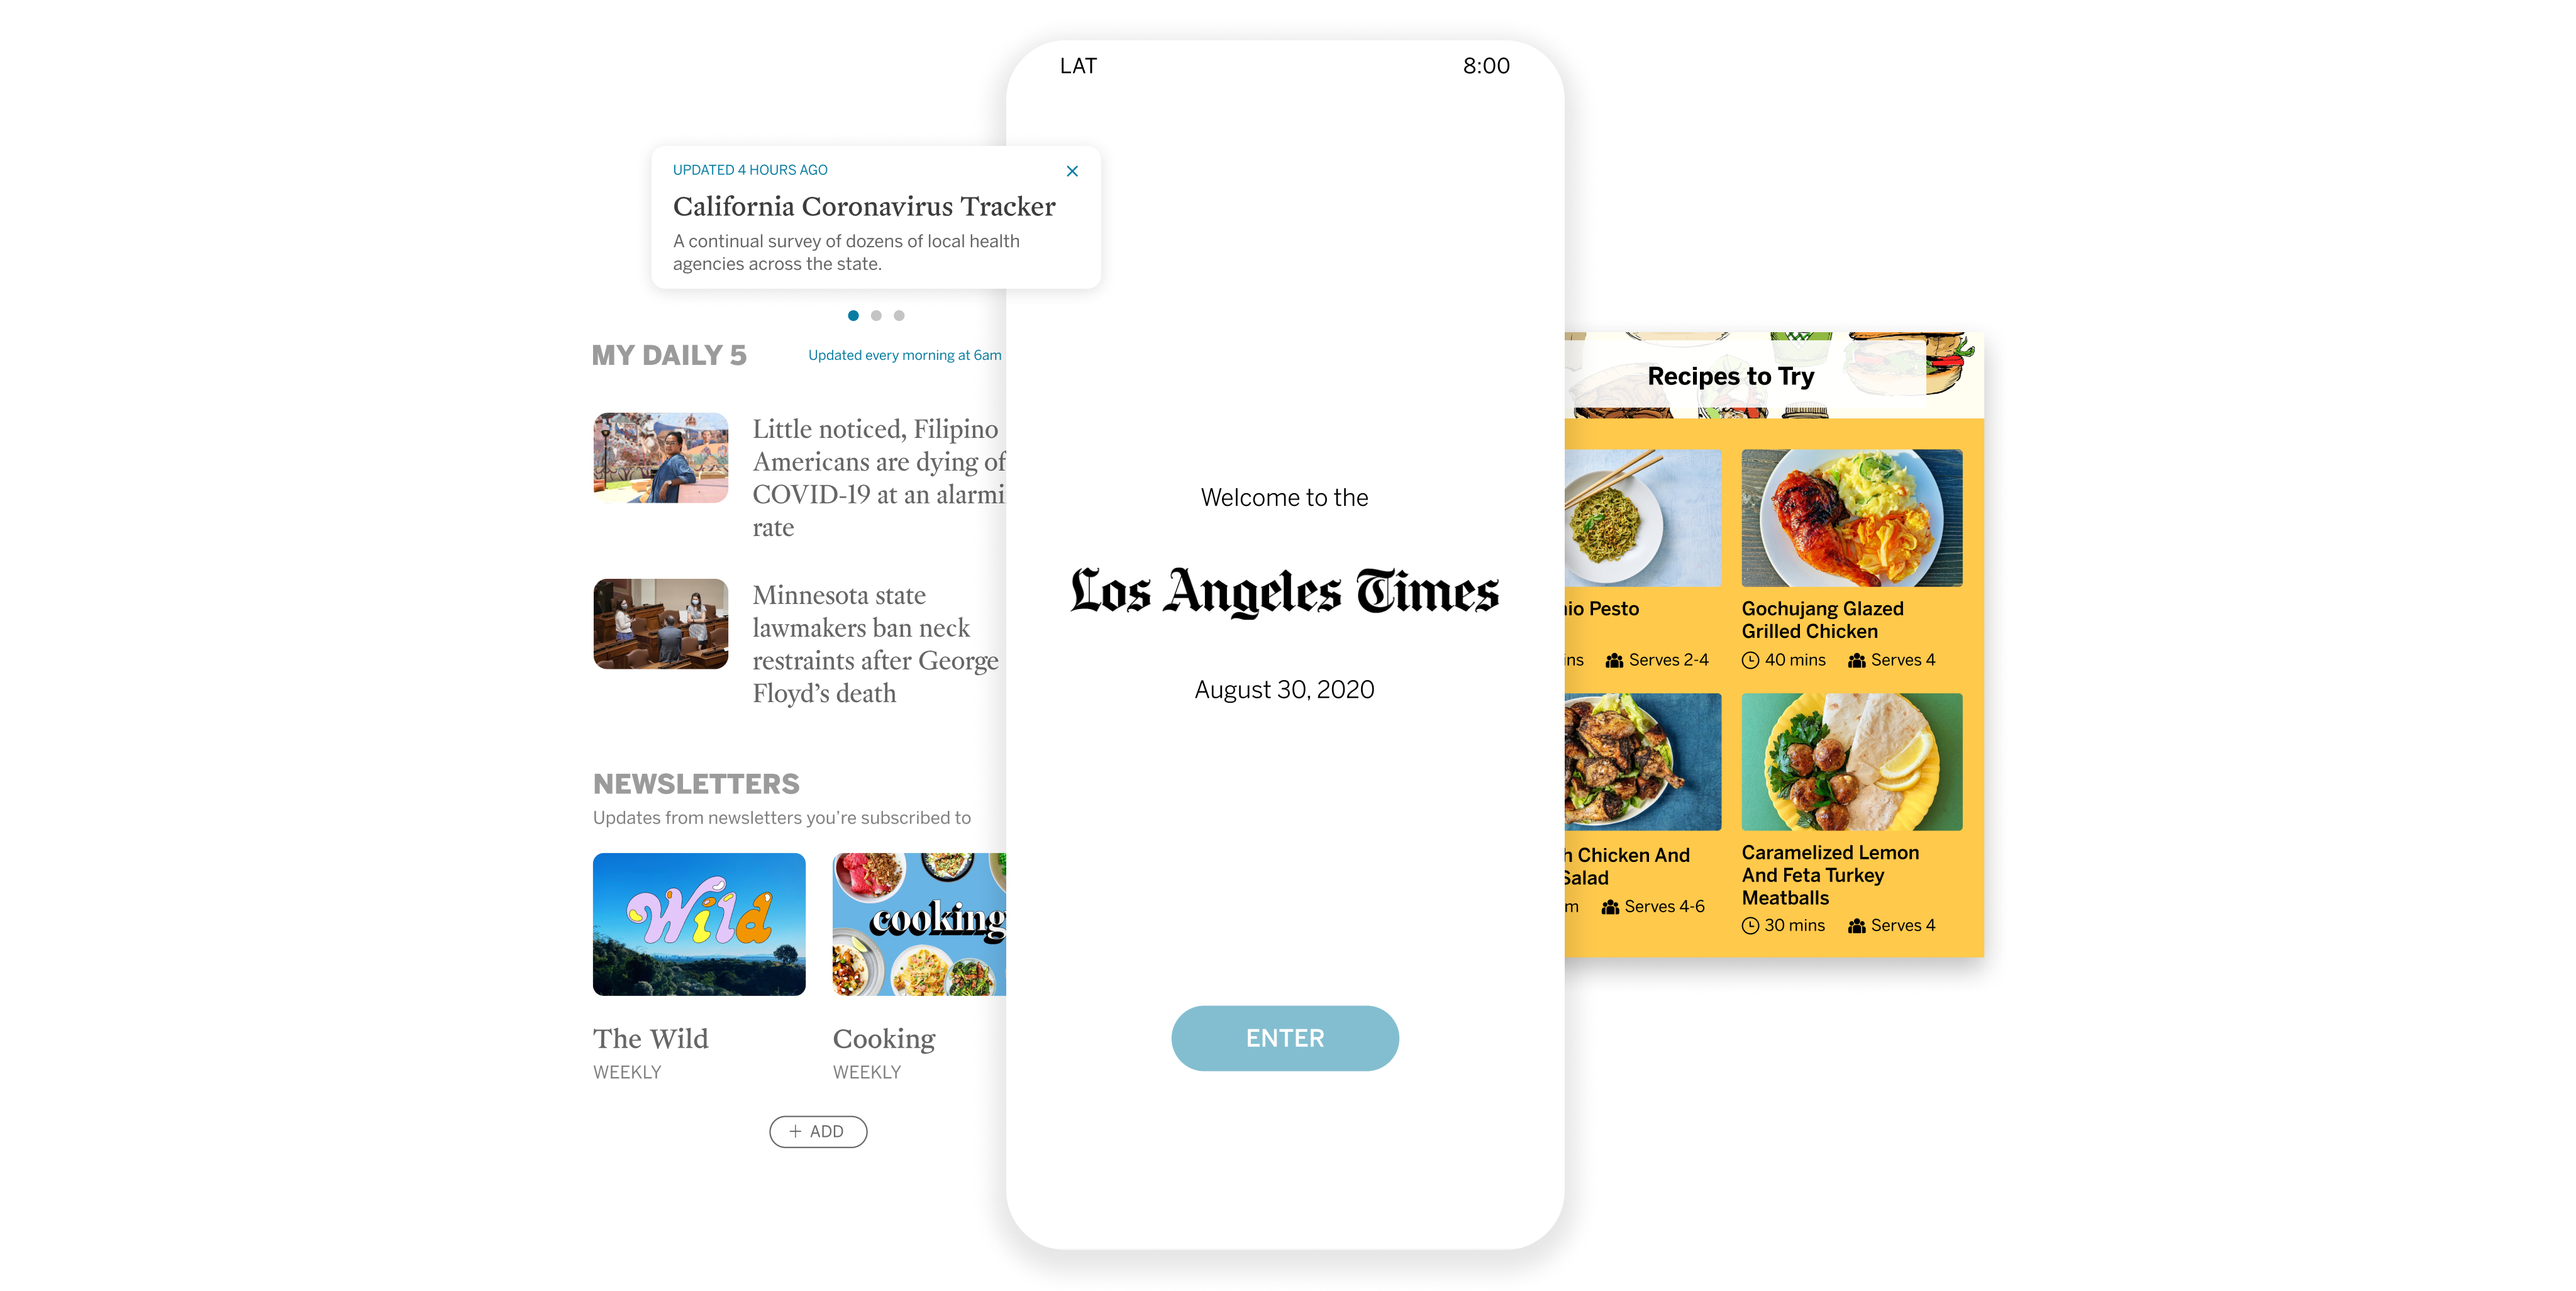 LAT
8:00
UPDATED 4 HOURS AGO
California Coronavirus Tracker
A continual survey of dozens of local health
agencies across the state.
MY DAILY 5
Updated every morning at 6am
Little noticed, Filipino
Americans are dying of
COVID-19 at an alarmi
rate
Minnesota state
lawmakers ban neck
restraints after George
Floyd’s death
NEWSLETTERS
Updates from newsletters you’re subscribed to
Wild
cooking
The Wild
Cooking
WEEKLY
WEEKLY
+ ADD
Welcome to the
Los Angeles Times
August 30, 2020
ENTER
Recipes to Try
Pesto
Serves 2-4
Gochujang Glazed
Grilled Chicken
40 mins
Serves 4
Chicken And
Salad
Serves 4-6
Caramelized Lemon
And Feta Turkey
Meatballs
30 mins
Serves 4